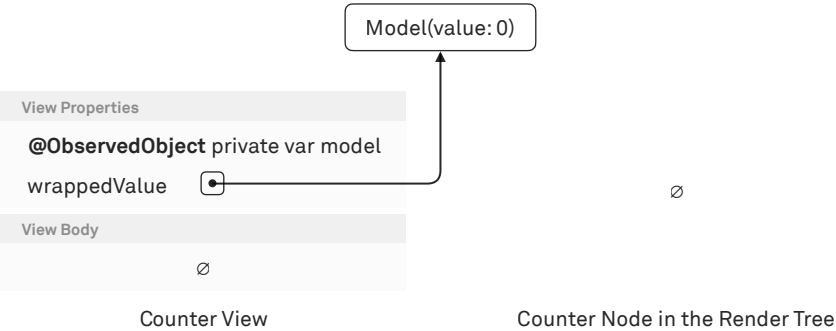 Model(value: 0)
View Properties
@ObservedObject private var model
wrappedValue
∅
View Body
∅
Counter View
Counter Node in the Render Tree